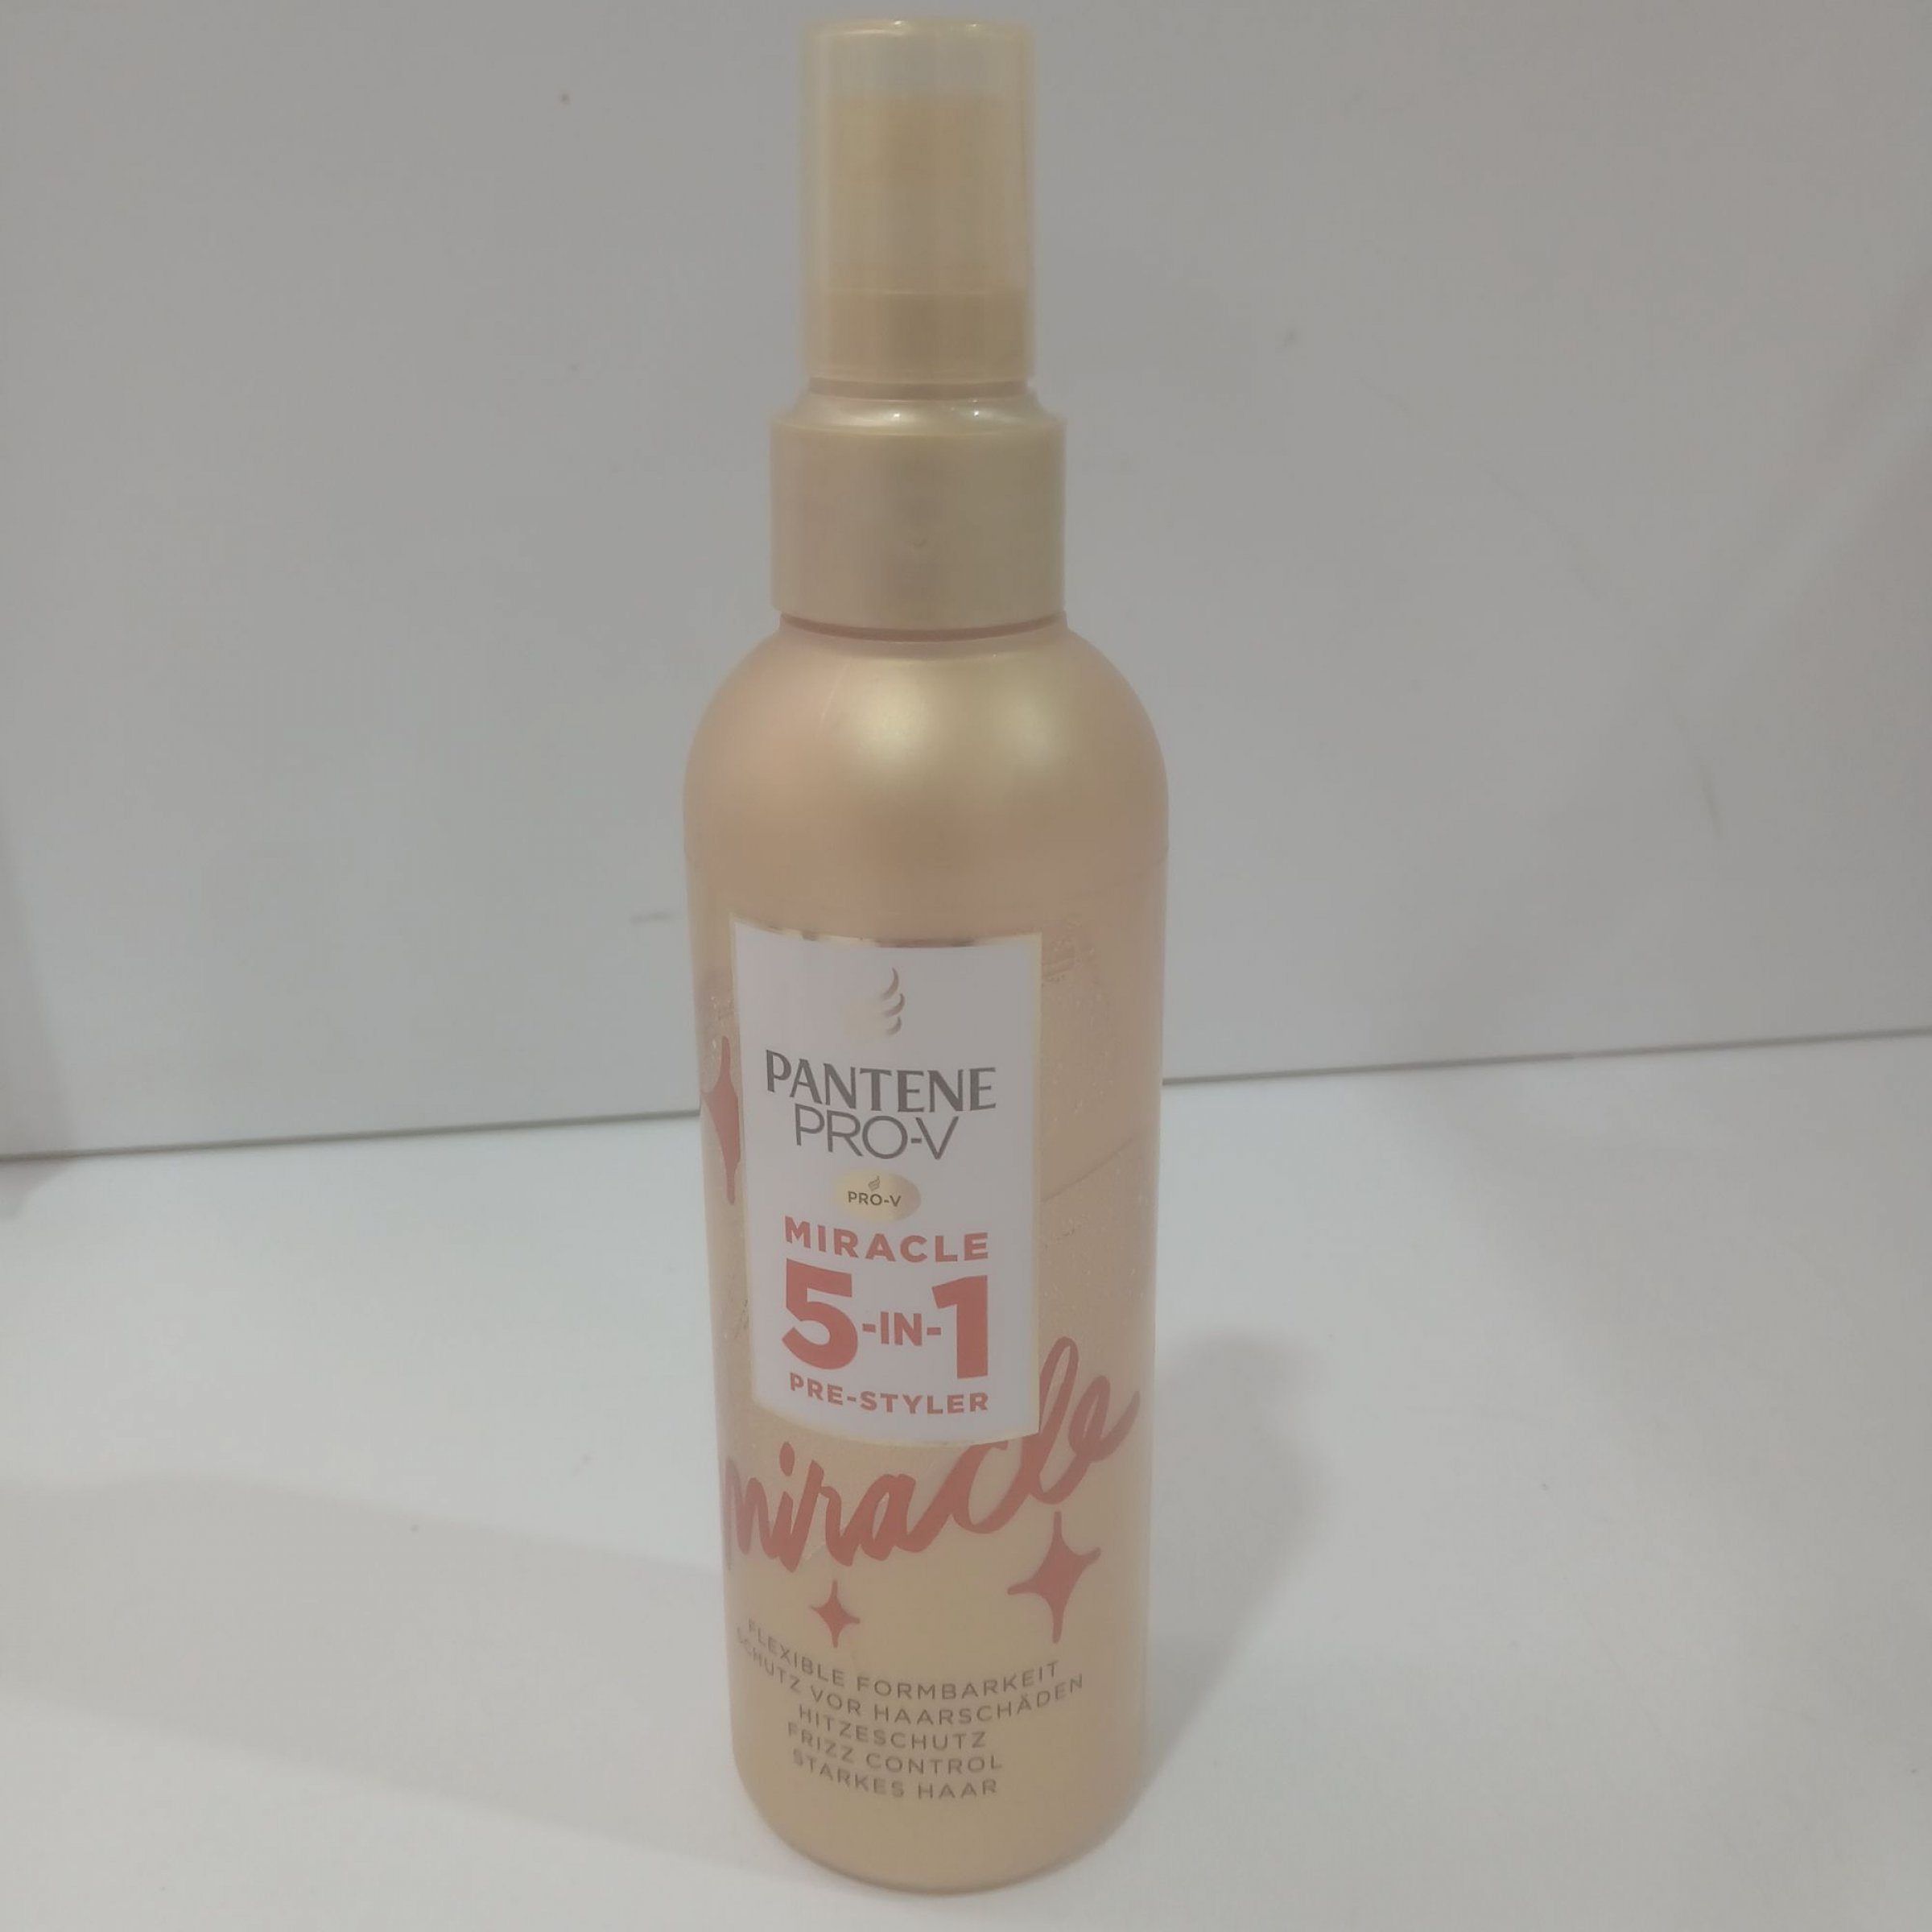 PANTENE
PRO-V
PRO-V
MIRACLE
5-IN-1
PRE-STYLER
miracle
FLEXIBLE FORMBARKEIT
SCHUTZ VOR HAARSCHÄDEN
HITZESCHUTZ
FRIZZ CONTROL
STARKES HAAR